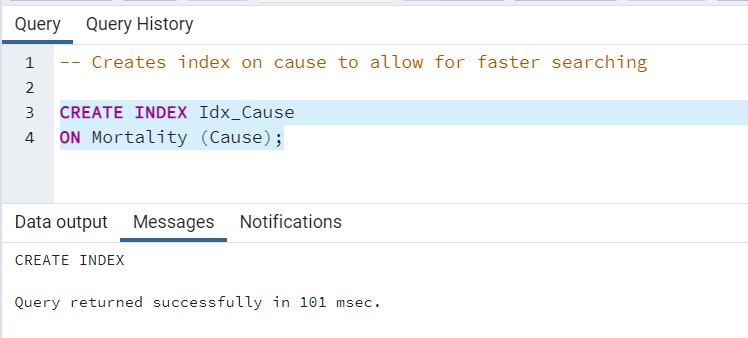 Query Query History
1 -- Creates index on cause to allow for faster searching
2
3 CREATE INDEX Idx_Cause
4 ON Mortality (Cause);
Data output Messages Notifications
CREATE INDEX
Query returned successfully in 101 msec.